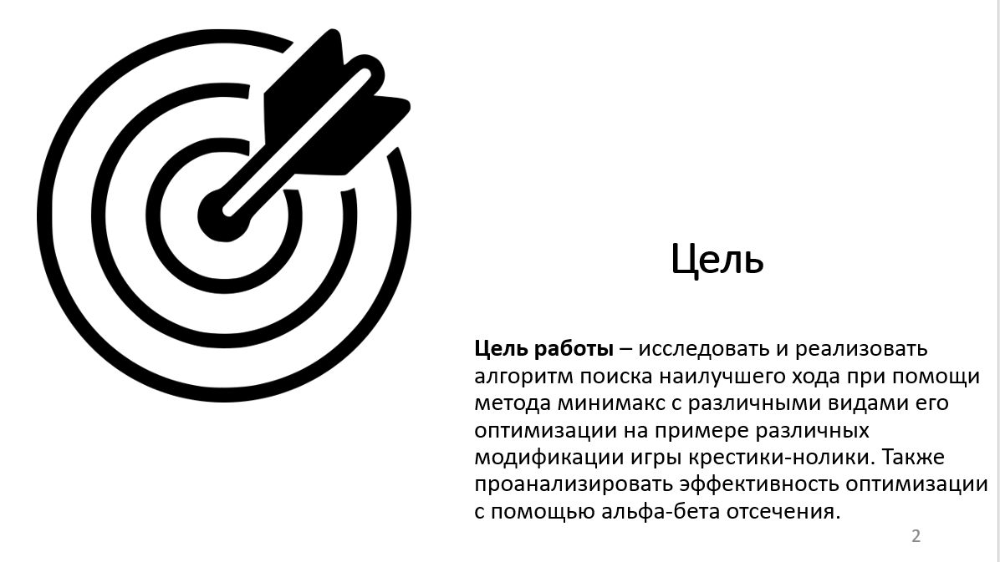 Цель
Цель работы – исследовать и реализовать
алгоритм поиска наилучшего хода при помощи
метода минимакс с различными видами его
оптимизации на примере различных
модификации игры крестики-нолики. Также
проанализировать эффективность оптимизации
с помощью альфа-бета отсечения.
2